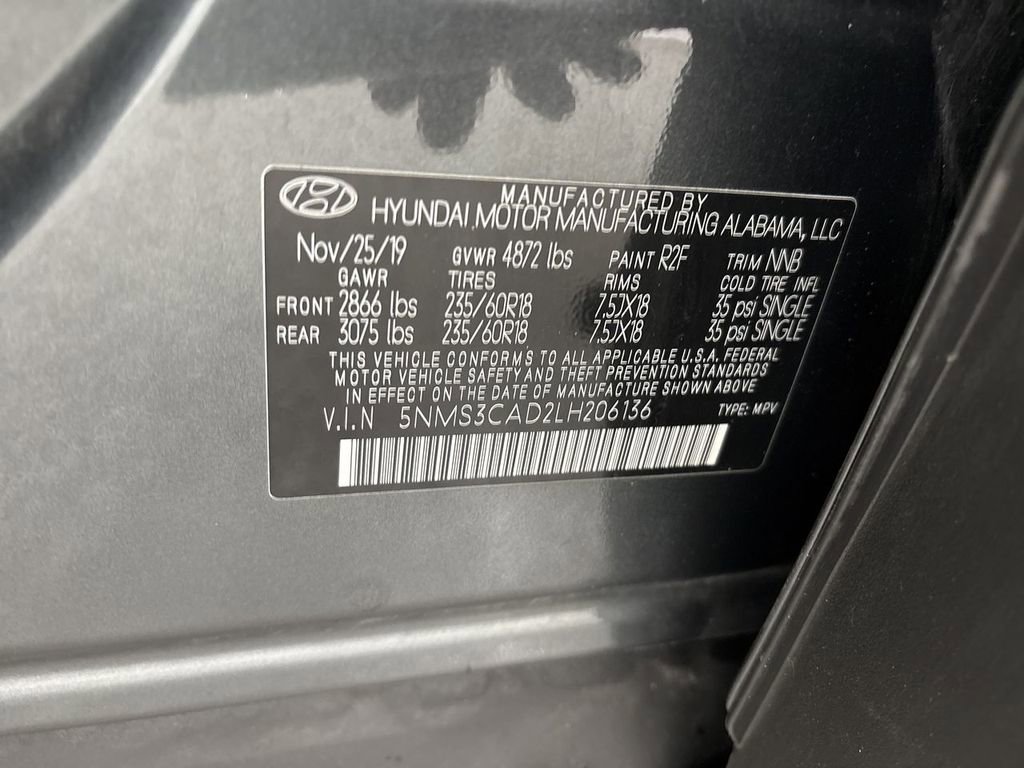 MANUFACTURED BY
HYUNDAI MOTOR MANUFACTURING ALABAMA, LLC
Nov/25/19 GVWR 4872 lbs PAINT R2F TRIM NNB
GAWR TIRES RIMS COLD TIRE INFL
FRONT 2866 lbs 235/60R18 7.5JX18 35 psi SINGLE
REAR 3075 lbs 235/60R18 7.5JX18 35 psi SINGLE
THIS VEHICLE CONFORMS TO ALL APPLICABLE U.S.A. FEDERAL
MOTOR VEHICLE SAFETY AND THEFT PREVENTION STANDARDS
IN EFFECT ON THE DATE OF MANUFACTURE SHOWN ABOVE
V.I.N 5NMS3CAD2LH206136 TYPE: MPV